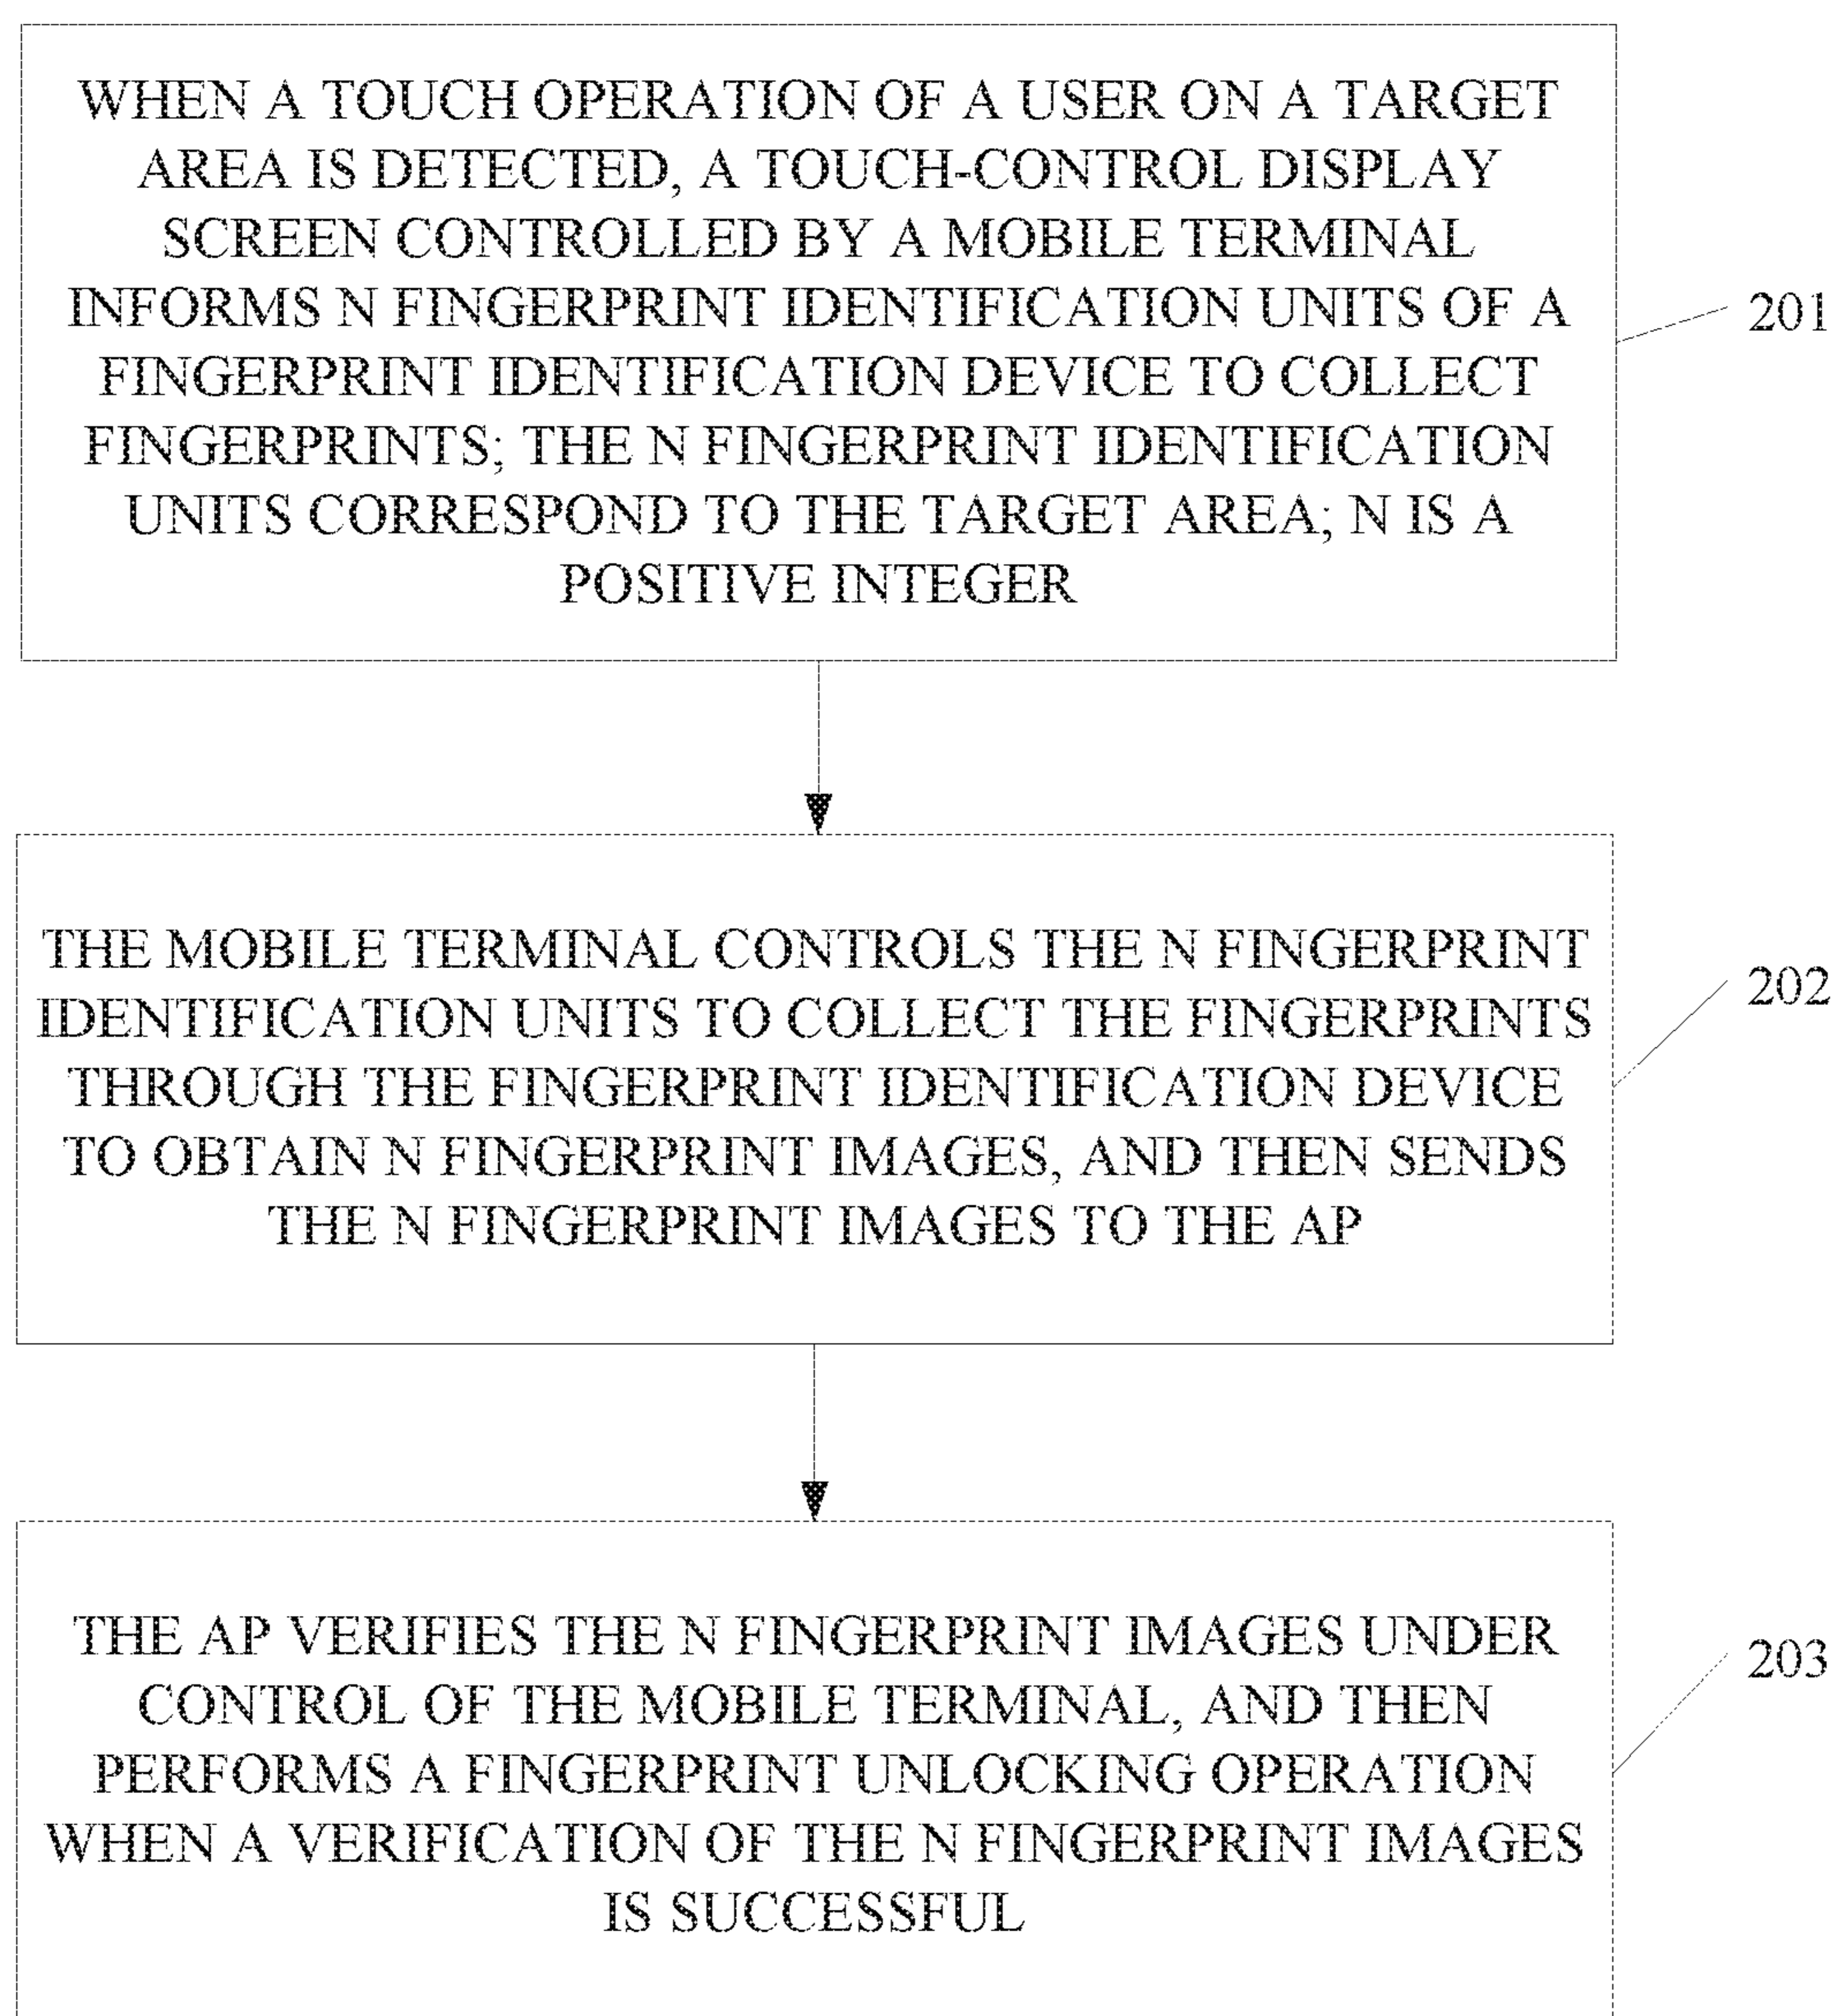 WHEN A TOUCH OPERATION OF A USER ON A TARGET
AREA IS DETECTED, A TOUCH-CONTROL DISPLAY
SCREEN CONTROLLED BY A MOBILE TERMINAL
INFORMS N FINGERPRINT IDENTIFICATION UNITS OF A
FINGERPRINT IDENTIFICATION DEVICE TO COLLECT
FINGERPRINTS; THE N FINGERPRINT IDENTIFICATION
UNITS CORRESPOND TO THE TARGET AREA; N IS A
POSITIVE INTEGER
201
THE MOBILE TERMINAL CONTROLS THE N FINGERPRINT
IDENTIFICATION UNITS TO COLLECT THE FINGERPRINTS
THROUGH THE FINGERPRINT IDENTIFICATION DEVICE
TO OBTAIN N FINGERPRINT IMAGES, AND THEN SENDS
THE N FINGERPRINT IMAGES TO THE AP
202
THE AP VERIFIES THE N FINGERPRINT IMAGES UNDER
CONTROL OF THE MOBILE TERMINAL, AND THEN
PERFORMS A FINGERPRINT UNLOCKING OPERATION
WHEN A VERIFICATION OF THE N FINGERPRINT IMAGES
IS SUCCESSFUL
203